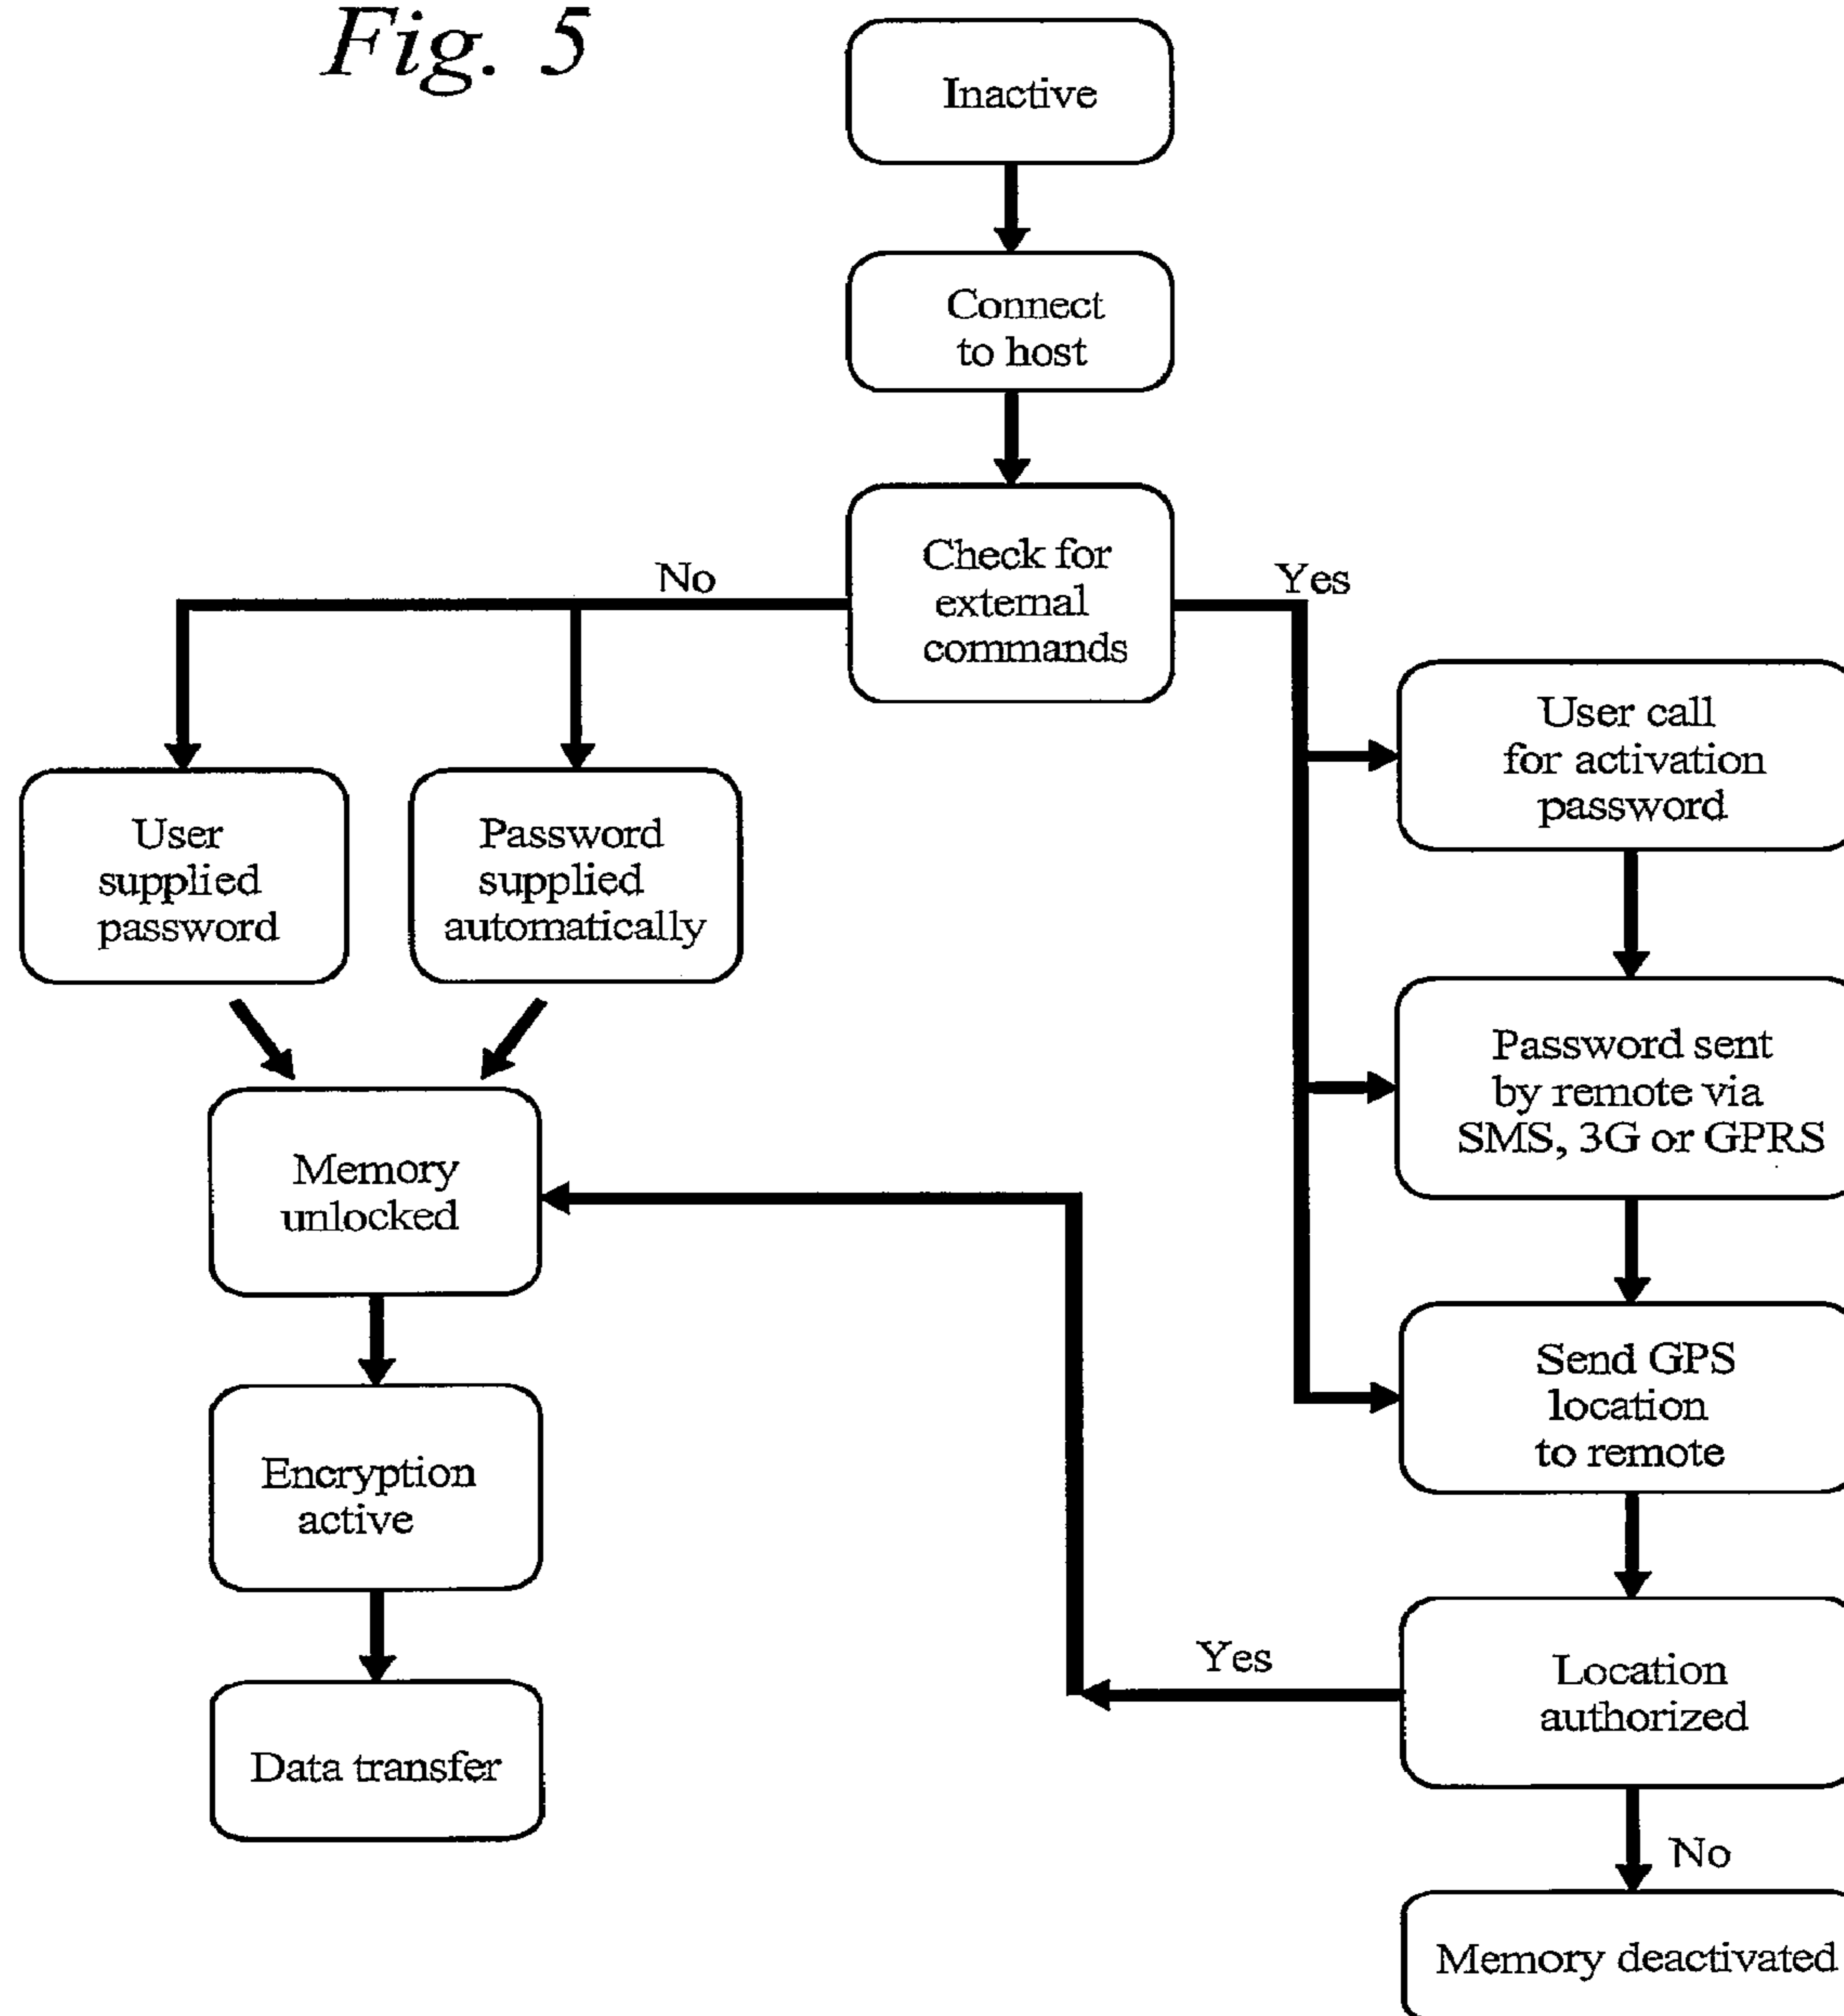 Fig. 5
Inactive
Connect
to host
Check for
external
commands
No
Yes
User call
for activation
password
User
supplied
password
Password
supplied
automatically
Password sent
by remote via
SMS, 3G or GPRS
Memory
unlocked
Send GPS
location
to remote
Encryption
active
Yes
Location
authorized
Data transfer
No
Memory deactivated